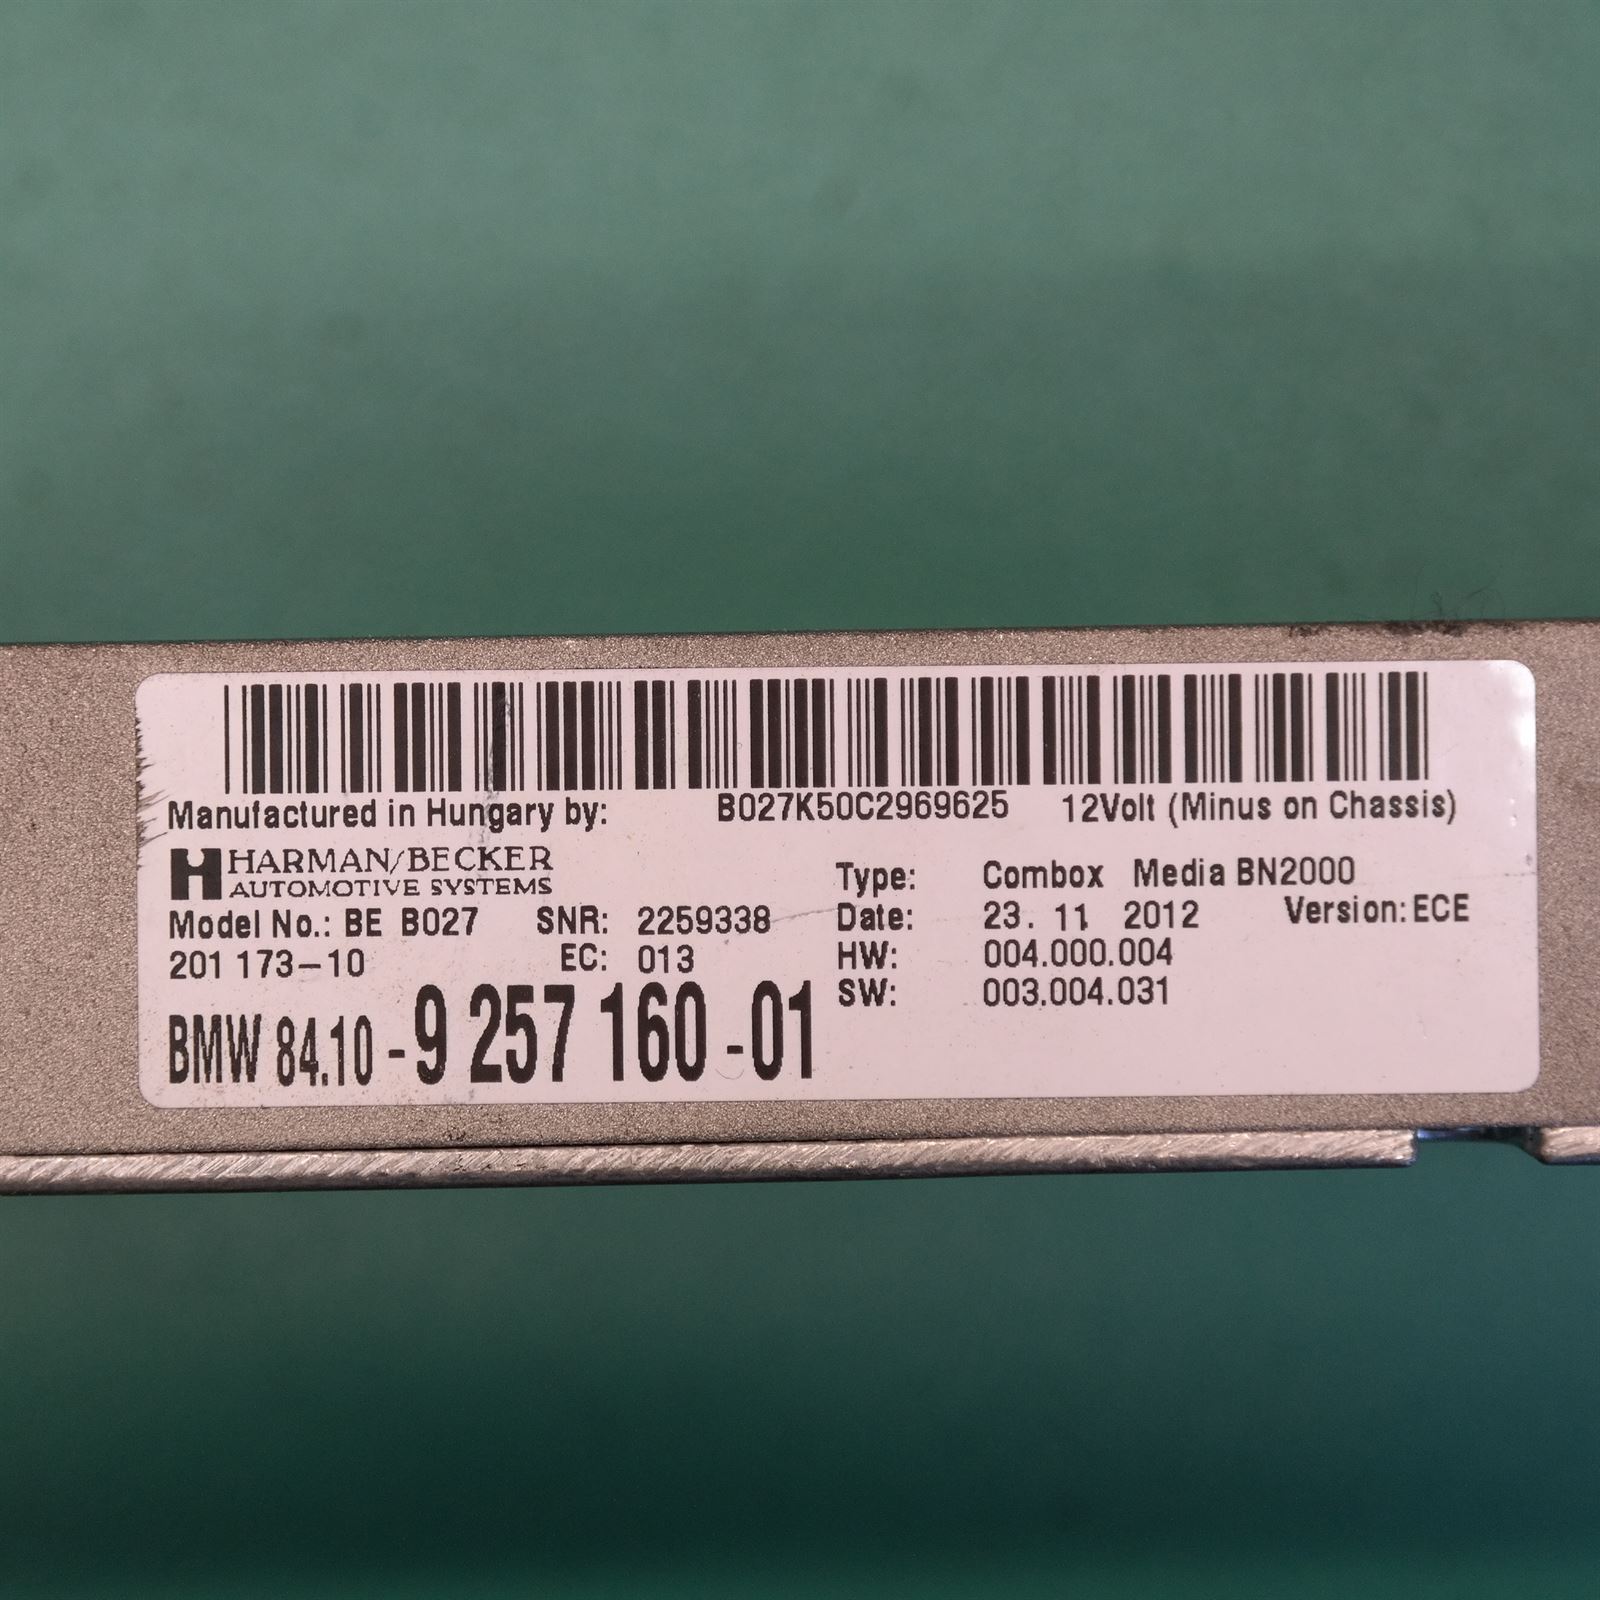 Manufactured in Hungary by: B027K50C2969625 12Volt (Minus on Chassis)
H HARMAN/BECKER
AUTOMOTIVE SYSTEMS
Type: Combox Media BN2000
Model No.: BE B027 SNR: 2259338 Date: 23. 11 2012 Version: ECE
201 173-10 EC: 013 HW: 004.000.004
SW: 003.004.031
BMW 84.10-9 257 160-01